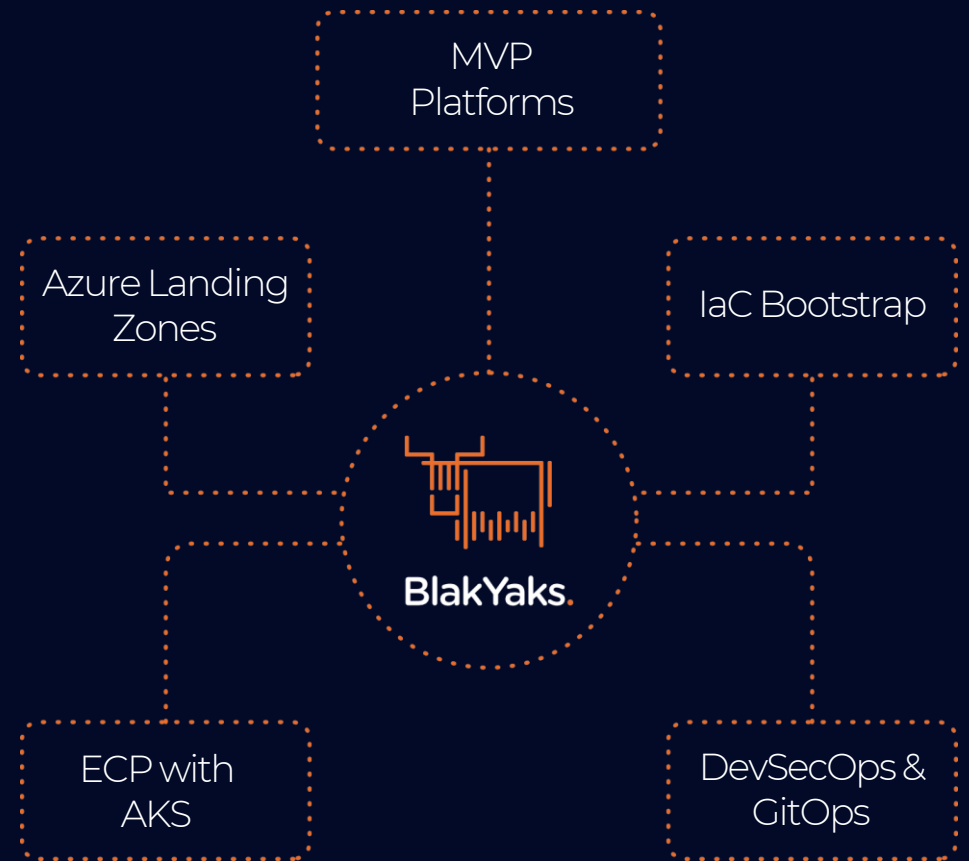 MVP
Platforms
Azure Landing
Zones
IaC Bootstrap
BlakYaks.
ECP with
AKS
DevSecOps &
GitOps